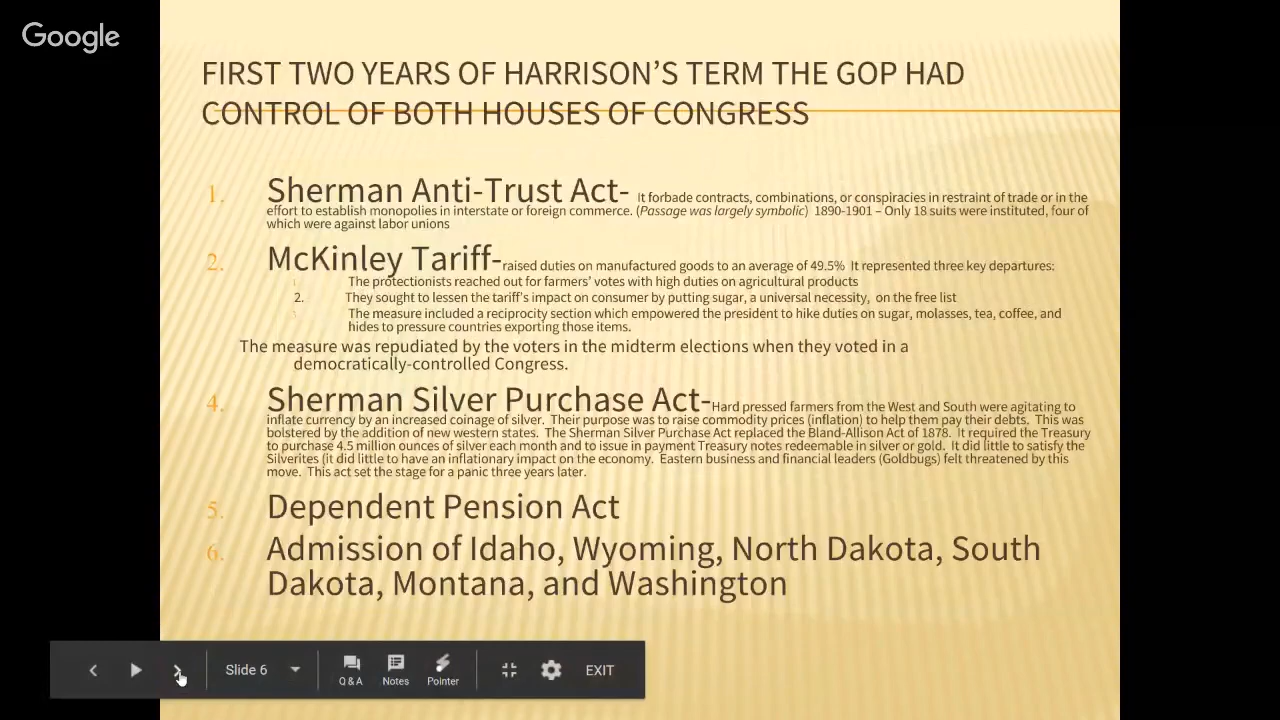 Google
FIRST TWO YEARS OF HARRISON'S TERM THE GOP HAD
CONTROL OF BOTH HOUSES OF CONGRESS
1. Sherman Anti-Trust Act- It forbade contracts, combinations, or conspiracies in restraint of trade or in the
effort to establish monopolies in interstate or foreign commerce. (Passage was largely symbolic) 1890-1901 – Only 18 suits were instituted, four of
which were against labor unions
2. McKinley Tariff-raised duties on manufactured goods to an average of 49.5% It represented three key departures:
The protectionists reached out for farmers' votes with high duties on agricultural products
2. They sought to lessen the tariff's impact on consumer by putting sugar, a universal necessity, on the free list
The measure included a reciprocity section which empowered the president to hike duties on sugar, molasses, tea, coffee, and
hides to pressure countries exporting those items.
The measure was repudiated by the voters in the midterm elections when they voted in a
democratically-controlled Congress.
4. Sherman Silver Purchase Act-Hard pressed farmers from the West and South were agitating to
inflate currency by an increased coinage of silver. Their purpose was to raise commodity prices (inflation) to help them pay their debts. This was
bolstered by the addition of new western states. The Sherman Silver Purchase Act replaced the Bland-Allison Act of 1878. It required the Treasury
to purchase 4.5 million ounces of silver each month and to issue in payment Treasury notes redeemable in silver or gold. It did little to satisfy the
Silverites (it did little to have an inflationary impact on the economy. Eastern business and financial leaders (Goldbugs) felt threatened by this
move. This act set the stage for a panic three years later.
5. Dependent Pension Act
6. Admission of Idaho, Wyoming, North Dakota, South
Dakota, Montana, and Washington
Slide 6
Q & A
Notes
Pointer
EXIT